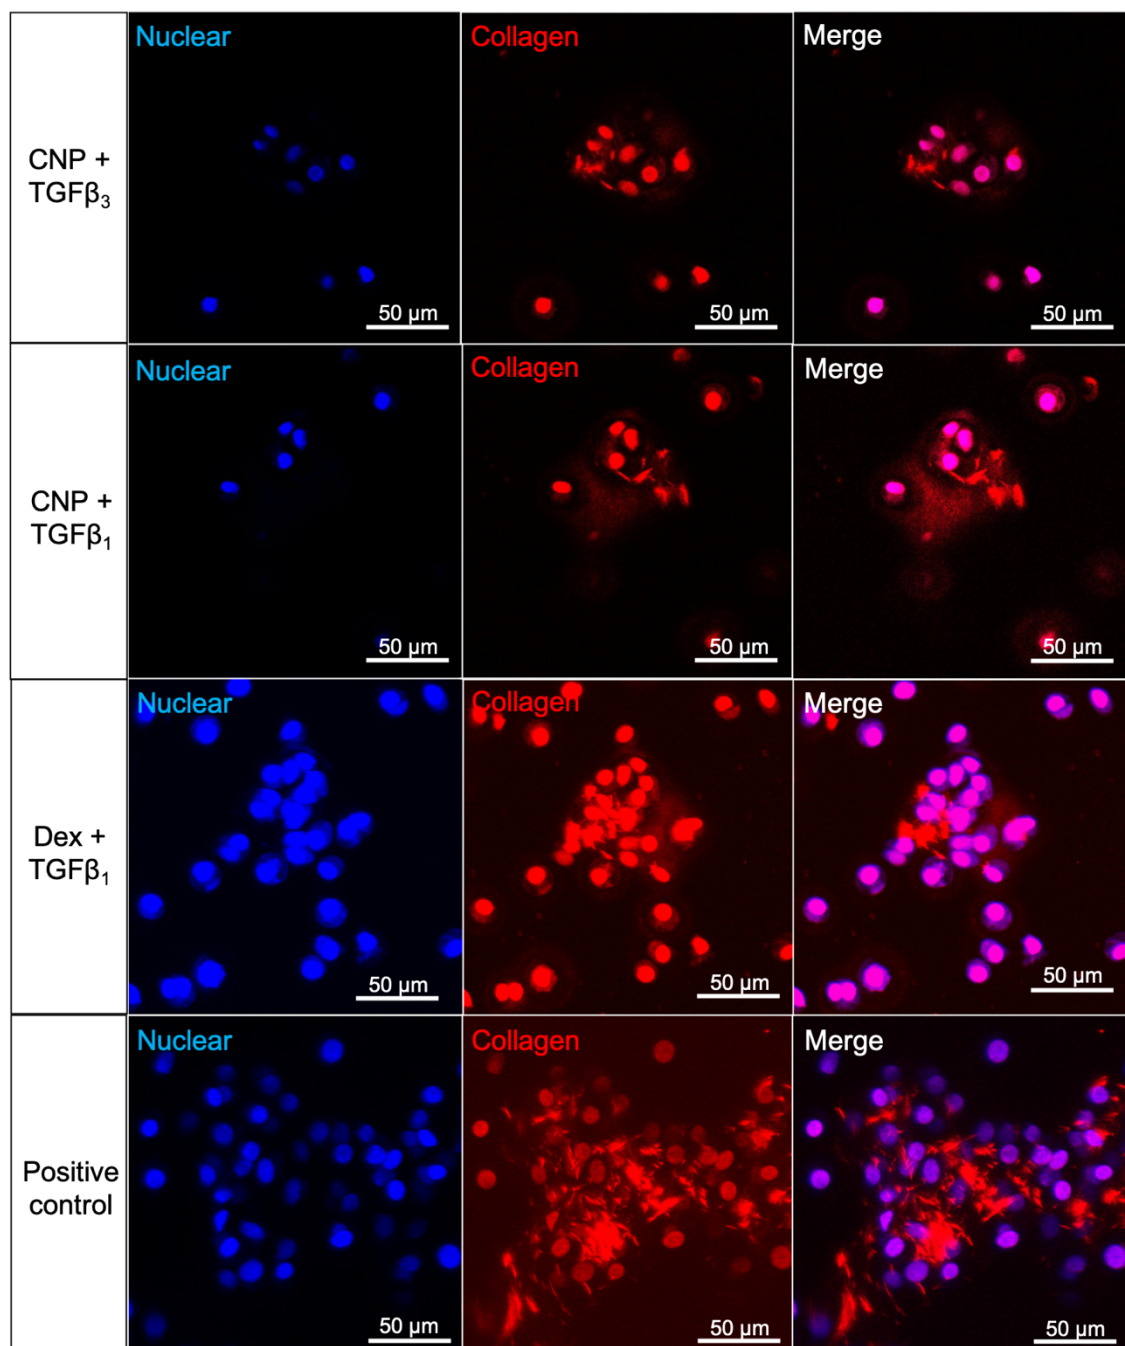 Nuclear
Collagen
Merge
CNP +
TGFβ₃
50 µm
50 µm
50 µm
Nuclear
Collagen
Merge
CNP +
TGFβ₁
50 µm
50 µm
50 µm
Nuclear
Collagen
Merge
Dex +
TGFβ₁
50 µm
50 µm
50 µm
Nuclear
Collagen
Merge
Positive
control
50 µm
50 µm
50 µm